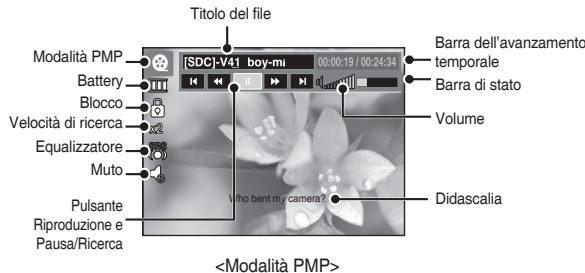 Titolo del file
Modalità PMP
Battery
Blocco
Velocità di ricerca
Equalizzatore
Muto
Pulsante
Riproduzione e
Pausa/Ricerca
[SDC]-V41 boy-mi
00:00:19 / 00:24:34
x2
Who bent my camera?
Barra dell'avanzamento
temporale
Barra di stato
Volume
Didascalia
<Modalità PMP>